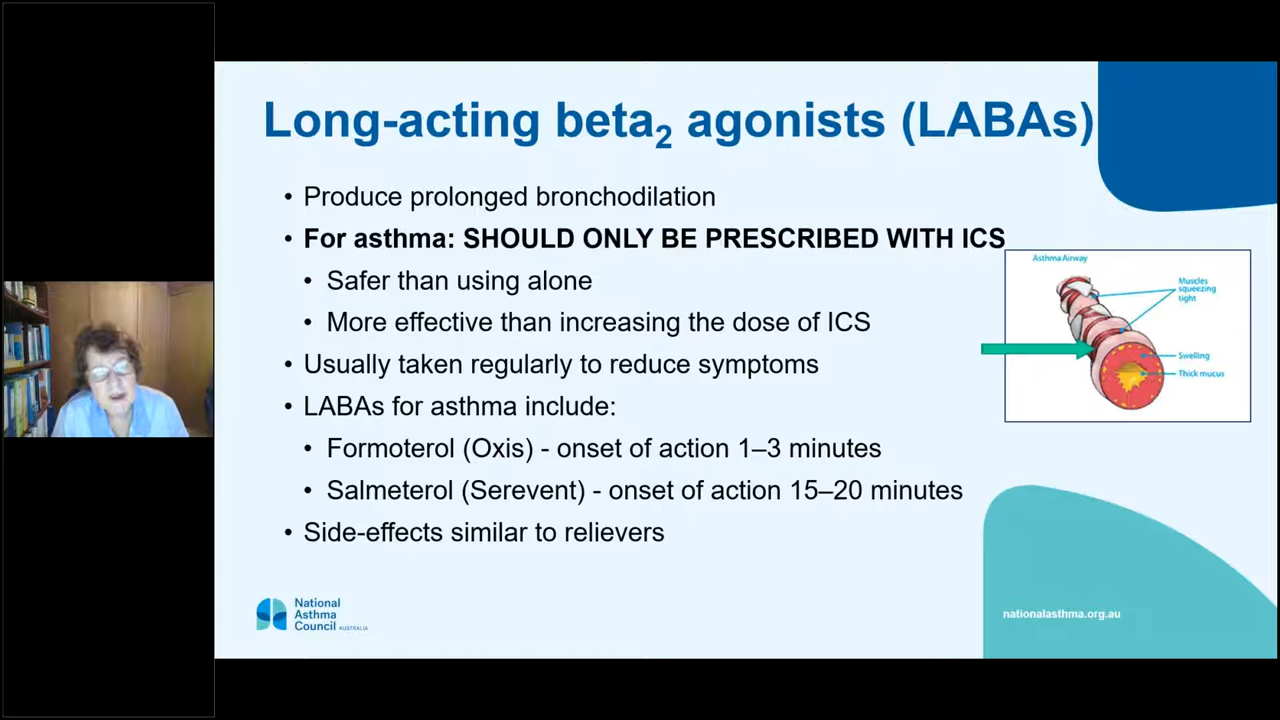 Long-acting beta₂ agonists (LABAs)
• Produce prolonged bronchodilation
• For asthma: SHOULD ONLY BE PRESCRIBED WITH ICS
• Safer than using alone
• More effective than increasing the dose of ICS
• Usually taken regularly to reduce symptoms
• LABAs for asthma include:
• Formoterol (Oxis) - onset of action 1–3 minutes
• Salmeterol (Serevent) - onset of action 15–20 minutes
• Side-effects similar to relievers
Asthma Airway
Muscles
squeezing
tight
Swelling
Thick mucus
National
Asthma
Council AUSTRALIA
nationalasthma.org.au